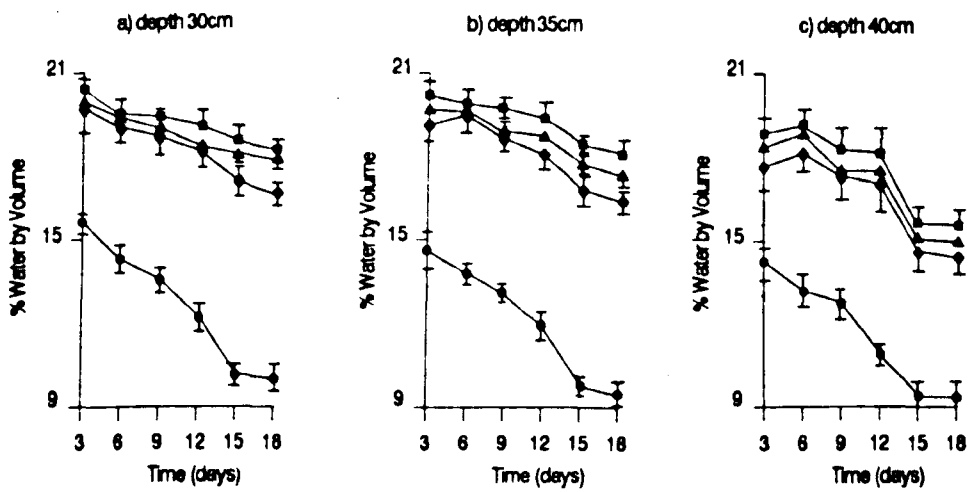 a) depth 30cm
b) depth 35cm
c) depth 40cm
% Water by Volume
21
15
9
3 6 9 12 15 18
Time (days)
% Water by Volume
21
15
9
3 6 9 12 15 18
Time (days)
% Water by Volume
21
15
9
3 6 9 12 15 18
Time (days)